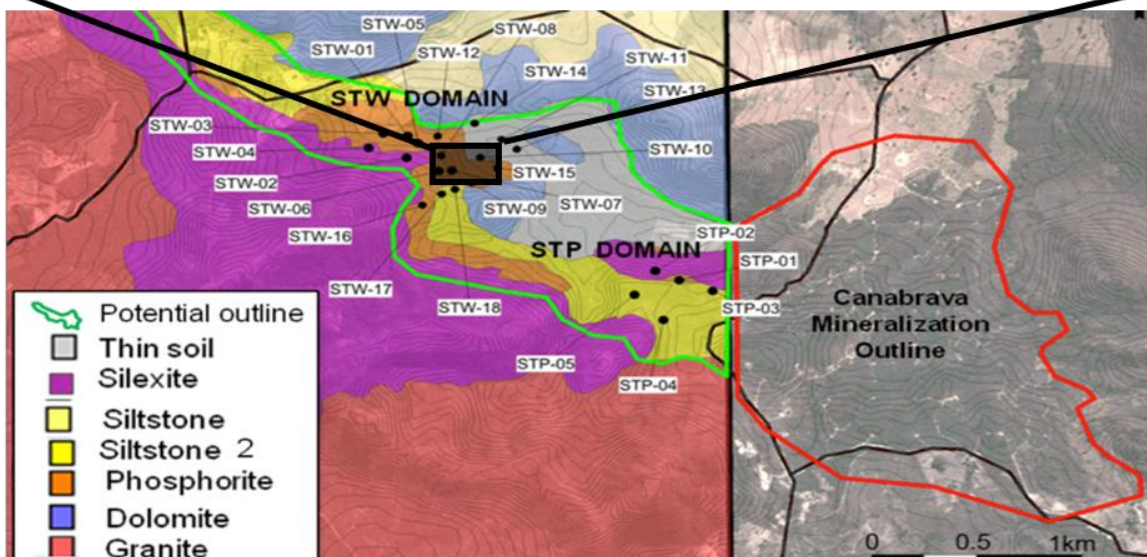 STW-05
STW-08
STW-01
STW-12
STW-11
STW-14
STW-13
STW DOMAIN
STW-03
STW-04
STW-10
STW-02
STW-15
STW-06
STW-09
STW-07
STW-16
STP-02
STP DOMAIN
STP-01
STW-17
STW-18
STP-03
Canabrava
Mineralization
Outline
STP-05
STP-04
Potential outline
Thin soil
Silexite
Siltstone
Siltstone 2
Phosphorite
Dolomite
Granite
0 0.5 1km